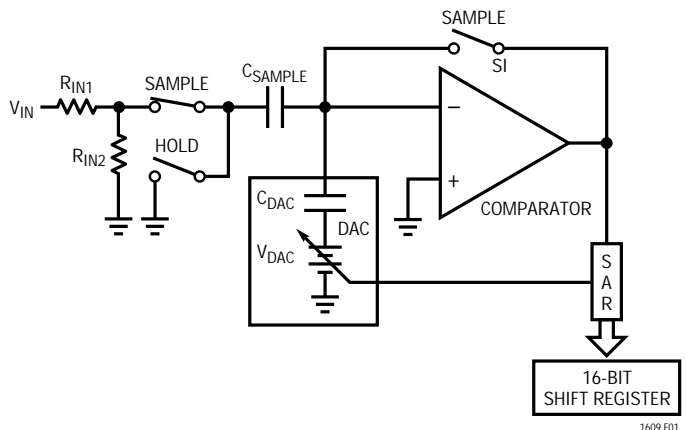 SAMPLE
SI
RIN1
SAMPLE
CSAMPLE
VIN
HOLD
RIN2
–
+
COMPARATOR
CDAC
DAC
VDAC
S
A
R
16-BIT
SHIFT REGISTER
1609 F01